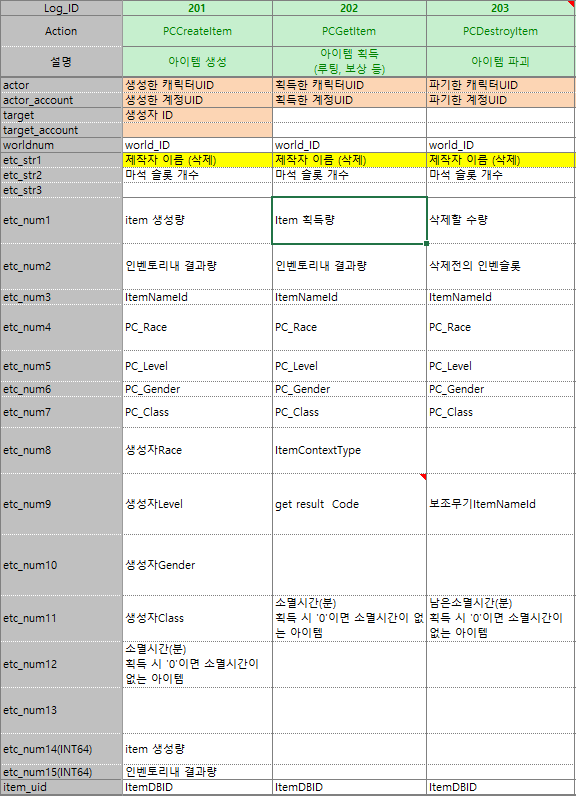 Log_ID 201 202 203
Action PCCreateItem PCGetItem PCDestroyItem
설명 아이템 생성 아이템 획득 아이템 파괴
(루팅, 보상 등)
actor 생성한 캐릭터UID 획득한 캐릭터UID 파기한 캐릭터UID
actor_account 생성한 계정UID 획득한 계정UID 파기한 계정UID
target 생성자 ID
target_account
worldnum world_ID world_ID world_ID
etc_str1 제작자 이름 (삭제) 제작자 이름 (삭제) 제작자 이름 (삭제)
etc_str2 마석 슬롯 개수 마석 슬롯 개수 마석 슬롯 개수
etc_str3
etc_num1 item 생성량 Item 획득량 삭제할 수량
etc_num2 인벤토리내 결과량 인벤토리내 결과량 삭제전의 인벤슬롯
etc_num3 ItemNameId ItemNameId ItemNameId
etc_num4 PC_Race PC_Race PC_Race
etc_num5 PC_Level PC_Level PC_Level
etc_num6 PC_Gender PC_Gender PC_Gender
etc_num7 PC_Class PC_Class PC_Class
etc_num8 생성자Race ItemContextType
etc_num9 생성자Level get result  Code 보조무기ItemNameId
etc_num10 생성자Gender
etc_num11 생성자Class 소멸시간(분) 남은소멸시간(분)
획득 시 '0'이면 소멸시간이 없 획득 시 '0'이면 소멸시간이
는 아이템 없는 아이템
etc_num12 소멸시간(분)
획득 시 '0'이면 소멸시간이
없는 아이템
etc_num13
etc_num14(INT64) item 생성량
etc_num15(INT64) 인벤토리내 결과량
item_uid ItemDBID ItemDBID ItemDBID